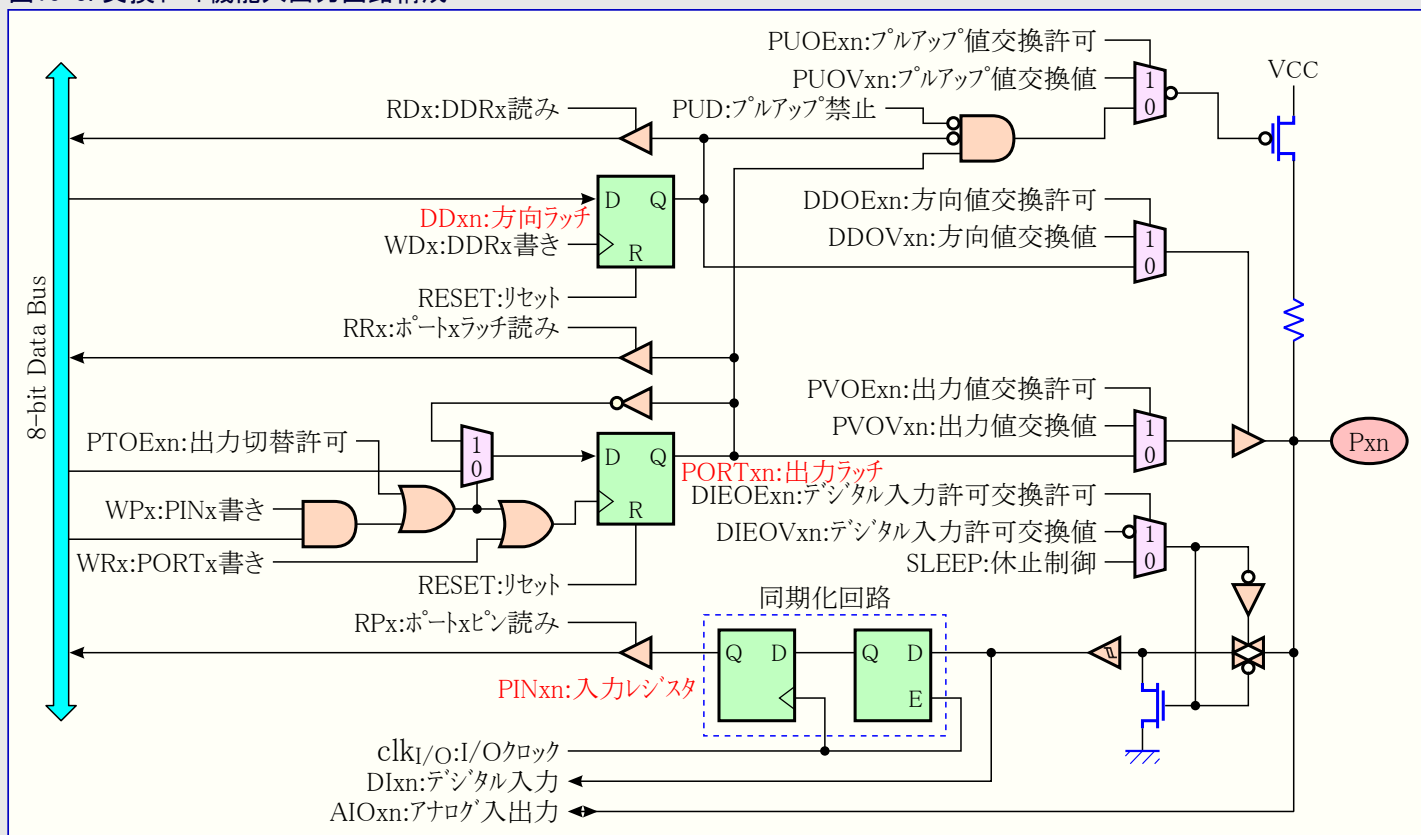 PUOExn:プルアップ値交換許可
PUOVxn:プルアップ値交換値
1
0
VCC
RDx:DDRx読み
PUD:プルアップ禁止
D Q
R
DDxn:方向ラッチ
WDx:DDRx書き
RESET:リセット
DDOExn:方向値交換許可
DDOVxn:方向値交換値
1
0
8-bit Data Bus
RRx:ポートxラッチ読み
PVOExn:出力値交換許可
PVOVxn:出力値交換値
1
0
Pxn
PTOExn:出力切替許可
1
0
D Q
R
PORTxn:出力ラッチ
WPx:PINx書き
WRx:PORTx書き
RESET:リセット
DIEOExn:デジタル入力許可交換許可
DIEOVxn:デジタル入力許可交換値
SLEEP:休止制御
1
0
同期化回路
RPx:ポートxピン読み
Q D
Q D
E
PINxn:入力レジスタ
clkI/O:I/Oクロック
DIxn:デジタル入力
AIOxn:アナログ入出力